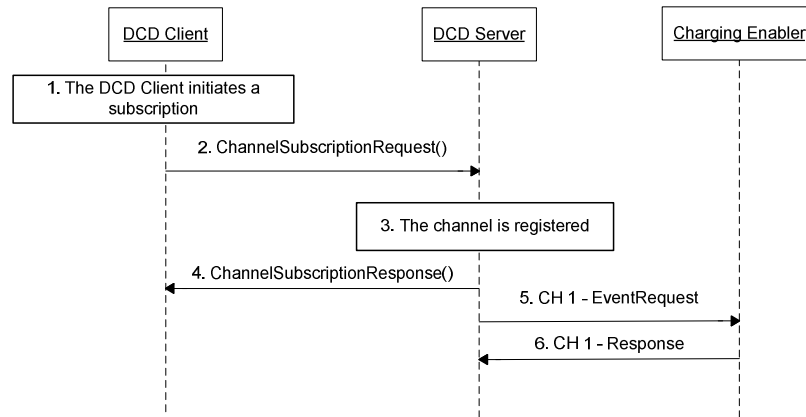 DCD Client
DCD Server
Charging Enabler
1. The DCD Client initiates a
subscription
2. ChannelSubscriptionRequest()
3. The channel is registered
4. ChannelSubscriptionResponse()
5. CH 1 - EventRequest
6. CH 1 - Response